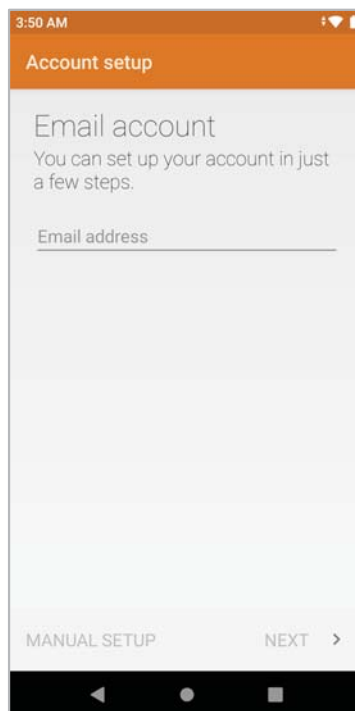 3:50 AM
Account setup
Email account
You can set up your account in just
a few steps.
Email address
MANUAL SETUP NEXT